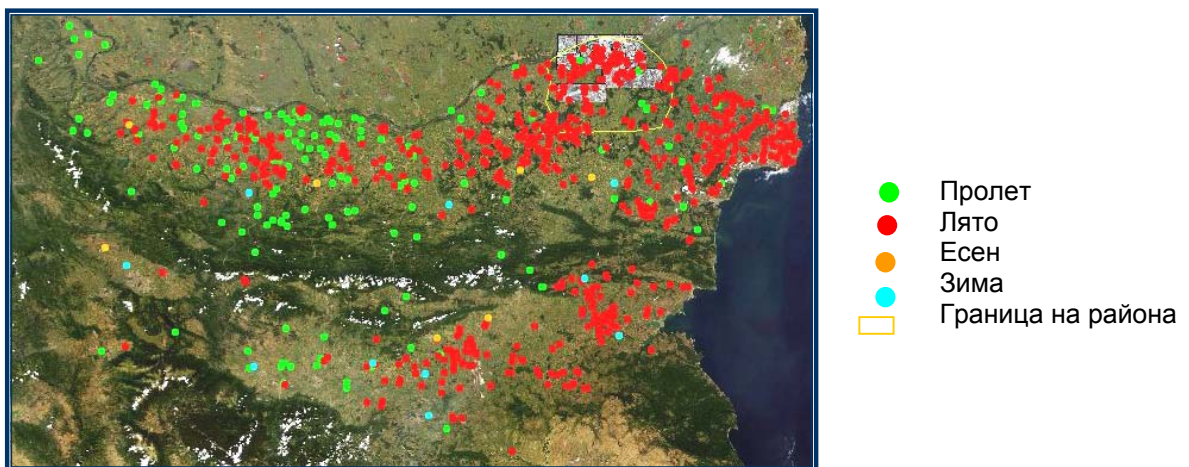 Пролет
Лято
Есен
Зима
Граница на района